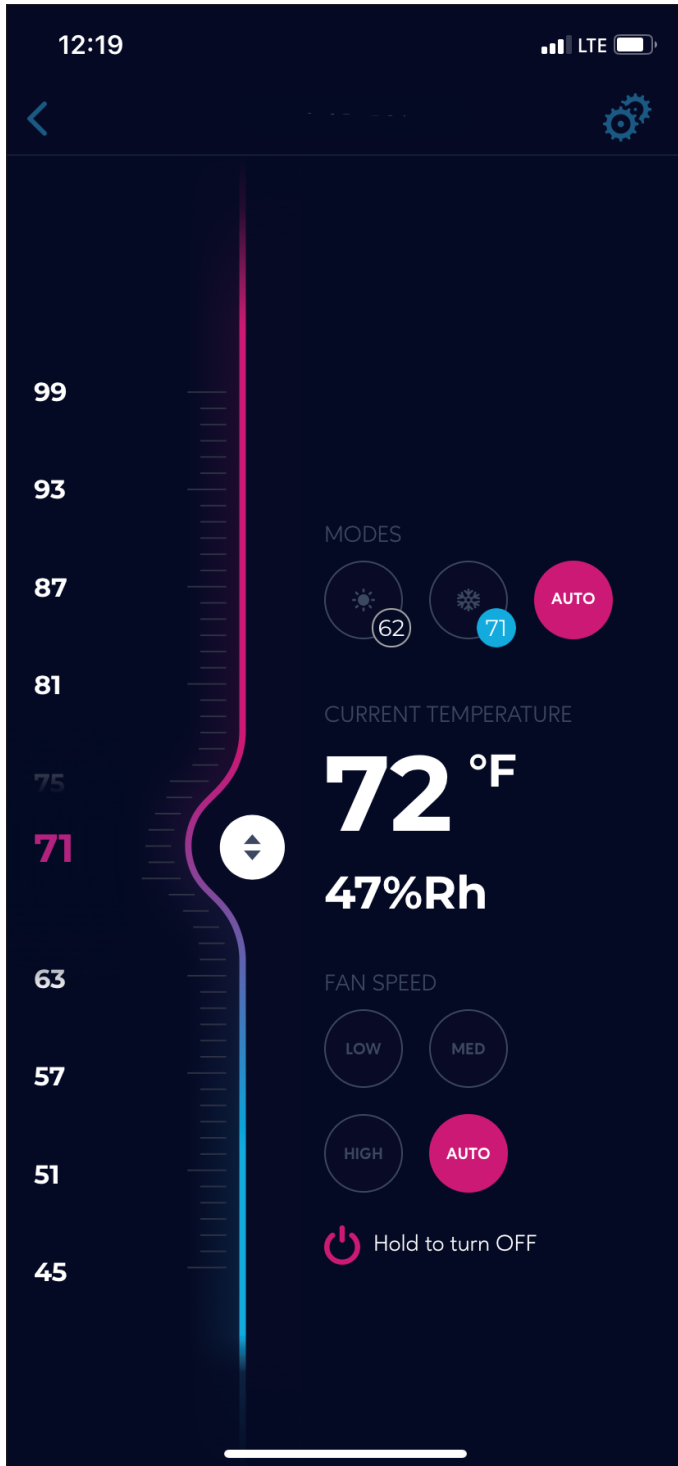 12:19 LTE
99
93
87
81
75
71
63
57
51
45
MODES
62 71 AUTO
CURRENT TEMPERATURE
72 °F
47%Rh
FAN SPEED
LOW MED
HIGH AUTO
Hold to turn OFF